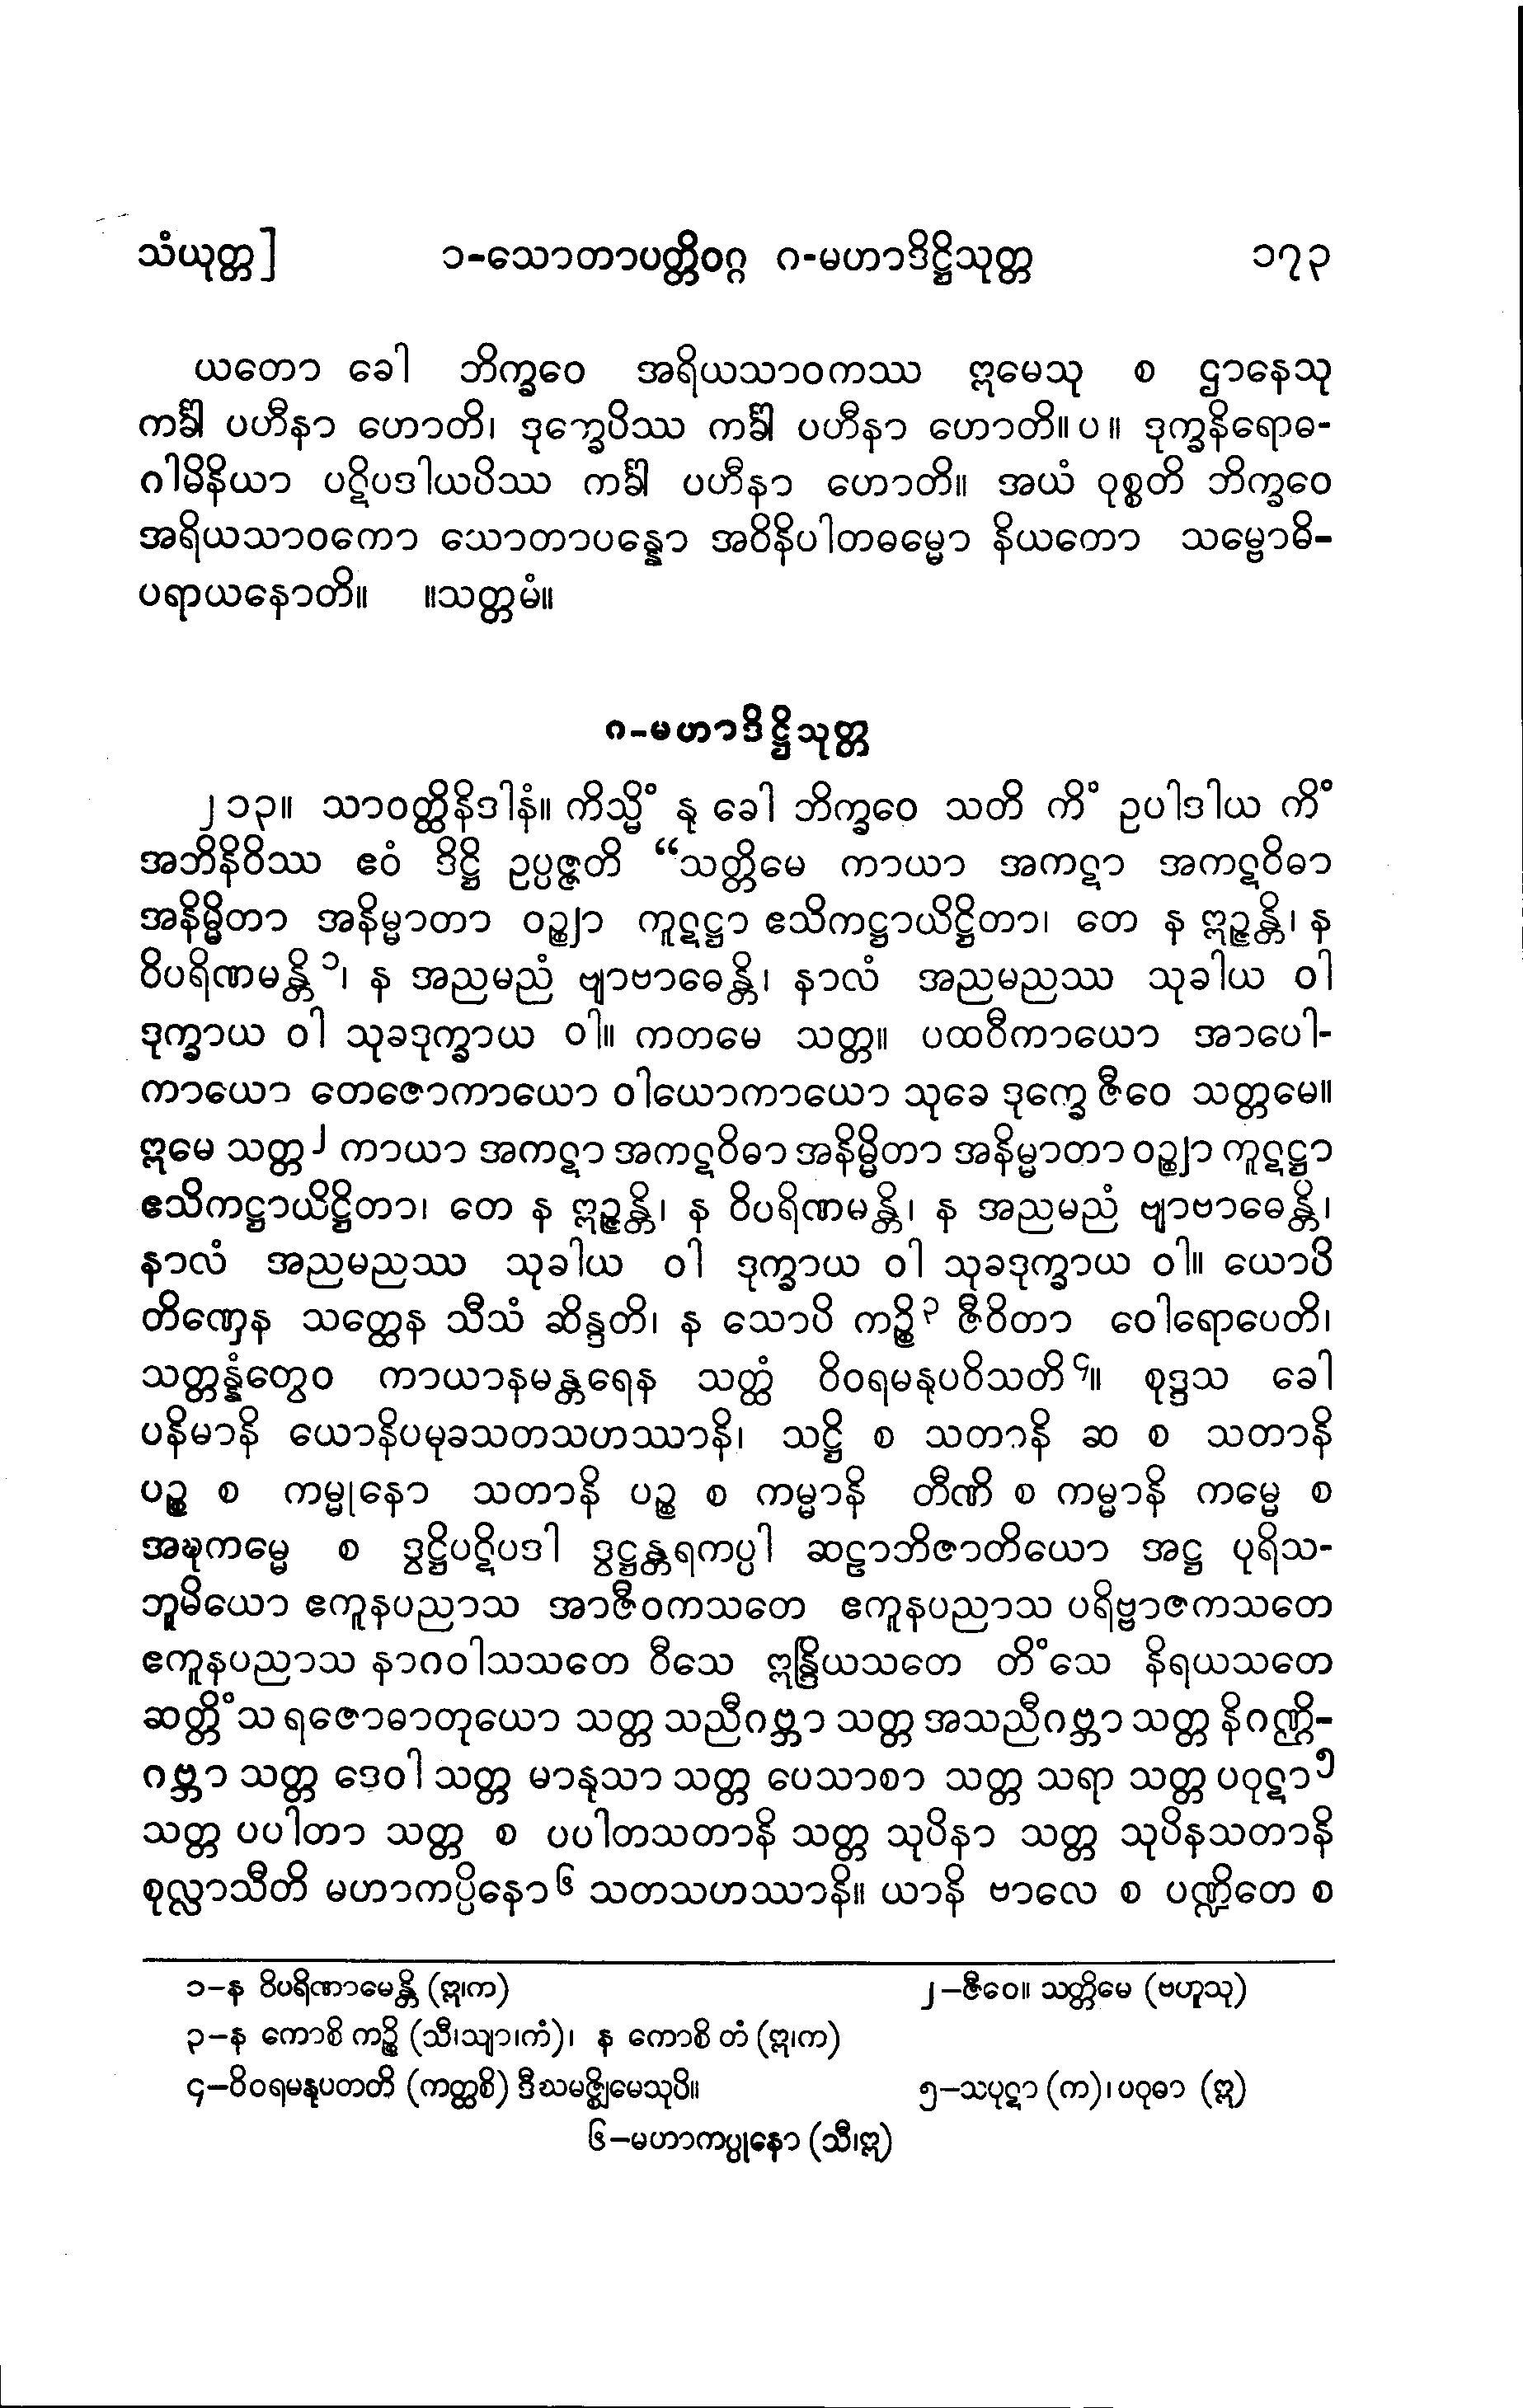 သံယုတ္တ] ၁-သောတာပတ္တိဝဂ္ဂ ဂ-မဟာဒိဋ္ဌိသုတ္တ ၁၇၃
ယတော ခေါ ဘိက္ခဝေ အရိယသာဝကဿ ဣမေသု စ ဌာနေသု
ကင်္ခါ ပဟီနာ ဟောတိ၊ ဒုက္ခေပိဿ ကင်္ခါ ပဟီနာ ဟောတိ။ ပ ။ ဒုက္ခနိရောဓ-
ဂါမိနိယာ ပဋိပဒါယပိဿ ကင်္ခါ ပဟီနာ ဟောတိ။ အယံ ဝုစ္စတိ ဘိက္ခဝေ
အရိယသာဝကော သောတာပန္နော အဝိနိပါတဓမ္မော နိယတော သမ္ဗောဓိ-
ပရာယနောတိ။ ။သတ္တမံ။
ဂ-မဟာဒိဋ္ဌိသုတ္တ
၂၁၃။ သာဝတ္ထိနိဒါနံ။ ကိသ္မိံ နု ခေါ ဘိက္ခဝေ သတိ ကိံ ဥပါဒါယ ကိံ
အဘိနိဝိဿ ဧဝံ ဒိဋ္ဌိ ဥပ္ပဇ္ဇတိ “သတ္တိမေ ကာယာ အကဋာ အကဋဝိဓာ
အနိမ္မိတာ အနိမ္မာတာ ဝဉ္ဈာ ကူဋဋ္ဌာ ဧသိကဋ္ဌာယိဋ္ဌိတာ၊ တေ န ဣဉ္ဇန္တိ၊ န
ဝိပရိဏမန္တိ ၁၊ န အညမညံ ဗျာဗာဓေန္တိ၊ နာလံ အညမညဿ သုခါယ ဝါ
ဒုက္ခာယ ဝါ သုခဒုက္ခာယ ဝါ။ ကတမေ သတ္တ။ ပထဝီကာယော အာပေါ-
ကာယော တေဇောကာယော ဝါယောကာယော သုခေ ဒုက္ခေ ဇီဝေ သတ္တမေ။
ဣမေ သတ္တ ၂ ကာယာ အကဋာ အကဋဝိဓာ အနိမ္မိတာ အနိမ္မာတာ ဝဉ္ဈာ ကူဋဋ္ဌာ
ဧသိကဋ္ဌာယိဋ္ဌိတာ၊ တေ န ဣဉ္ဇန္တိ၊ န ဝိပရိဏမန္တိ၊ န အညမညံ ဗျာဗာဓေန္တိ၊
နာလံ အညမညဿ သုခါယ ဝါ ဒုက္ခာယ ဝါ သုခဒုက္ခာယ ဝါ။ ယောပိ
တိဏှေန သတ္ထေန သီသံ ဆိန္ဒတိ၊ န သောပိ ကဉ္စိ ၃ ဇီဝိတာ ဝေါရောပေတိ၊
သတ္တန္နံတွေဝ ကာယာနမန္တရေန သတ္ထံ ဝိဝရမနုပဝိသတိ ၄။ စုဒ္ဒသ ခေါ
ပနိမာနိ ယောနိပမုခသတသဟဿာနိ၊ သဋ္ဌိ စ သတာနိ ဆ စ သတာနိ
ပဉ္စ စ ကမ္မုနော သတာနိ ပဉ္စ စ ကမ္မာနိ တီဏိ စ ကမ္မာနိ ကမ္မေ စ
အဍ္ဎကမ္မေ စ ဒွဋ္ဌိပဋိပဒါ ဒွဋ္ဌန္တရကပ္ပါ ဆဠာဘိဇာတိယော အဋ္ဌ ပုရိသ-
ဘူမိယော ဧကူနပညာသ အာဇီဝကသတေ ဧကူနပညာသ ပရိဗ္ဗာဇကသတေ
ဧကူနပညာသ နာဂဝါသသတေ ဝီသေ ဣန္ဒြိယသတေ တိံသေ နိရယသတေ
ဆတ္တိံသ ရဇောဓာတုယော သတ္တ သညီဂဗ္ဘာ သတ္တ အသညီဂဗ္ဘာ သတ္တ နိဂဏ္ဌိ-
ဂဗ္ဘာ သတ္တ ဒေဝါ သတ္တ မာနုသာ သတ္တ ပေသာစာ သတ္တ သရာ သတ္တ ပဝုဋာ ၅
သတ္တ ပပါတာ သတ္တ စ ပပါတသတာနိ သတ္တ သုပိနာ သတ္တ သုပိနသတာနိ
စုလ္လာသီတိ မဟာကပ္ပိနော ၆ သတသဟဿာနိ။ ယာနိ ဗာလေ စ ပဏ္ဍိတေ စ
၁-န ဝိပရိဏာမေန္တိ (ဣ၊က) ၂-ဇီဝေ။ သတ္တိမေ (ဗဟူသု)
၃-န ကောစိ ကဉ္စိ (သီ၊သျာ၊ကံ)၊ န ကောစိ တံ (ဣ၊က)
၄-ဝိဝရမနုပတတိ (ကတ္ထစိ) ဒီဃမဇ္ဈိမေသုပိ။ ၅-သပုဋာ (က)၊ ပဝုဓာ (ဣ)
၆-မဟာကပ္ပုနော (သီ၊ဣ)